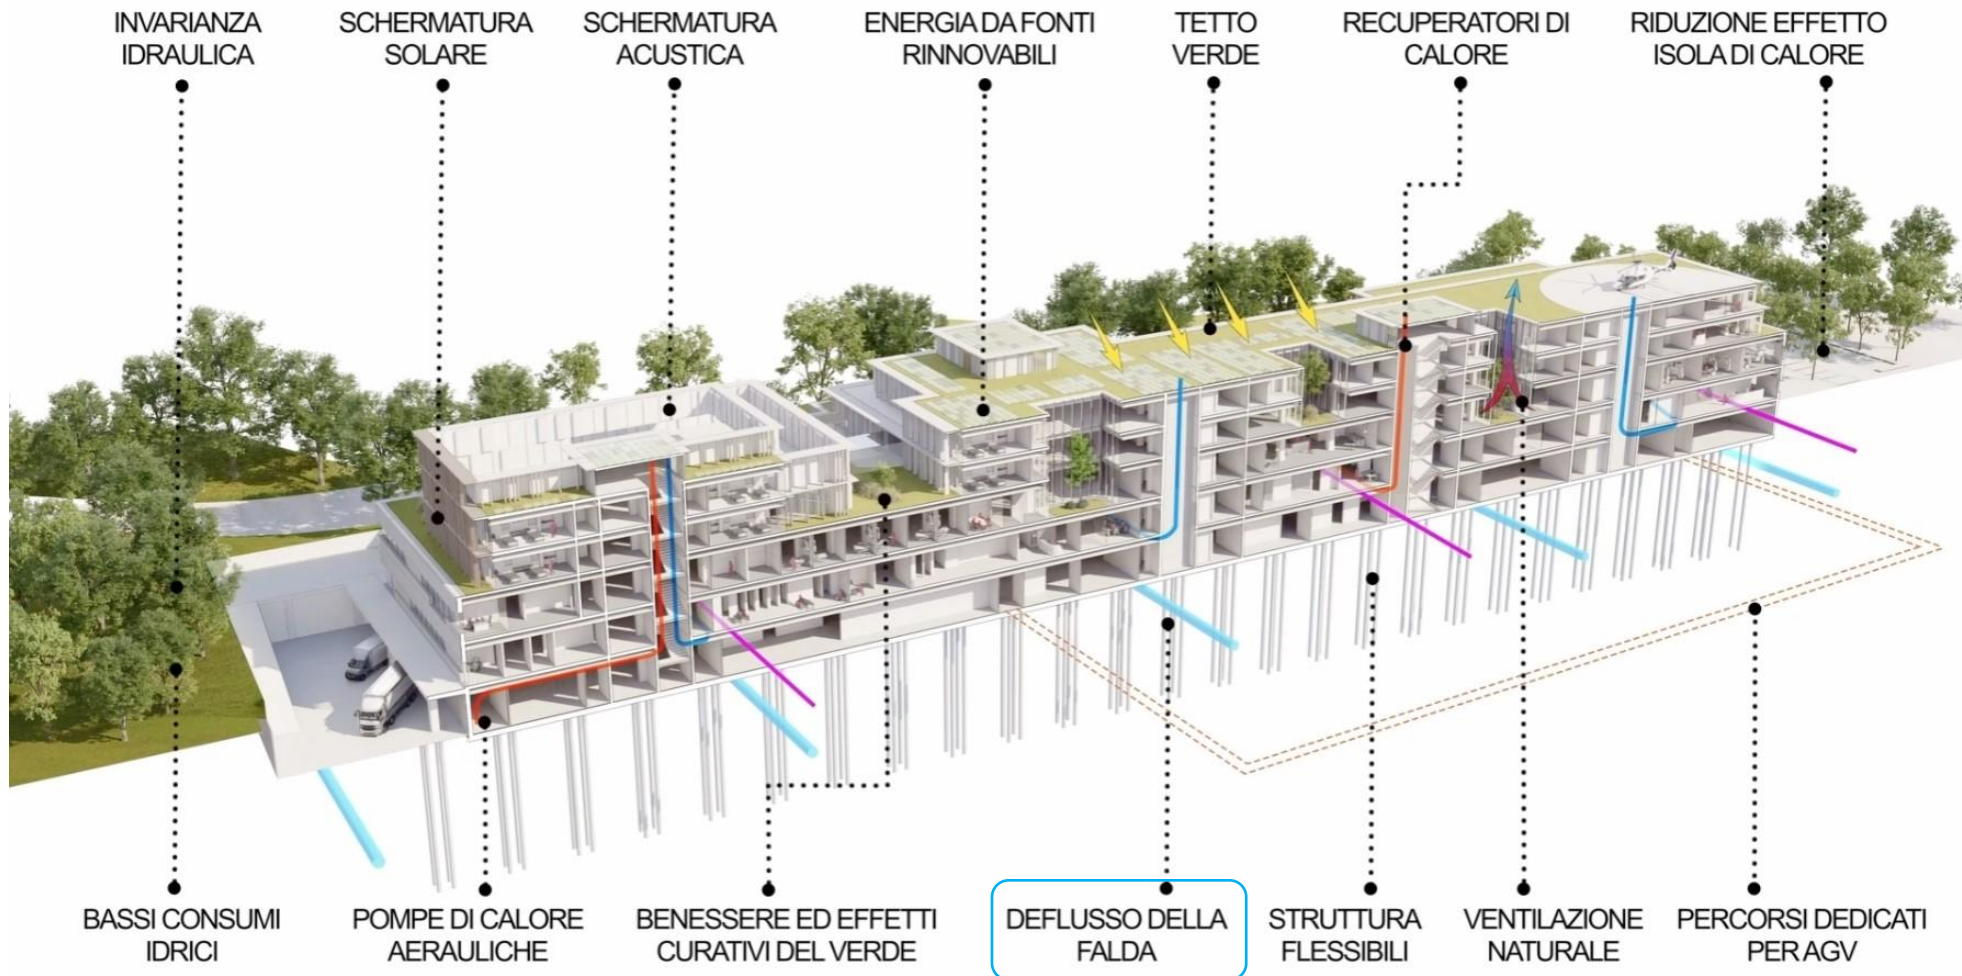 INVARIANZA
IDRAULICA
SCHERMATURA
SOLARE
SCHERMATURA
ACUSTICA
ENERGIA DA FONTI
RINNOVABILI
TETTO
VERDE
RECUPERATORI DI
CALORE
RIDUZIONE EFFETTO
ISOLA DI CALORE
BASSI CONSUMI
IDRICI
POMPE DI CALORE
AERAULICHE
BENESSERE ED EFFETTI
CURATIVI DEL VERDE
DEFLUSSO DELLA
FALDA
STRUTTURA
FLESSIBILI
VENTILAZIONE
NATURALE
PERCORSI DEDICATI
PER AGV